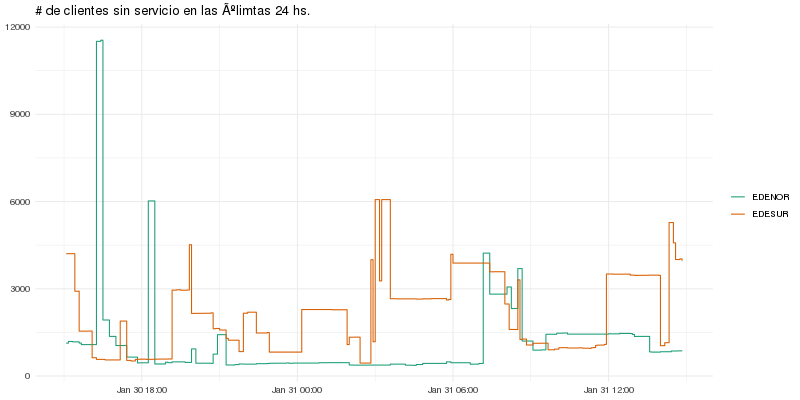 # de clientes sin servicio en las Ãºlimtas 24 hs.
12000
9000
6000
3000
0
Jan 30 18:00
Jan 31 00:00
Jan 31 06:00
Jan 31 12:00
EDENOR
EDESUR